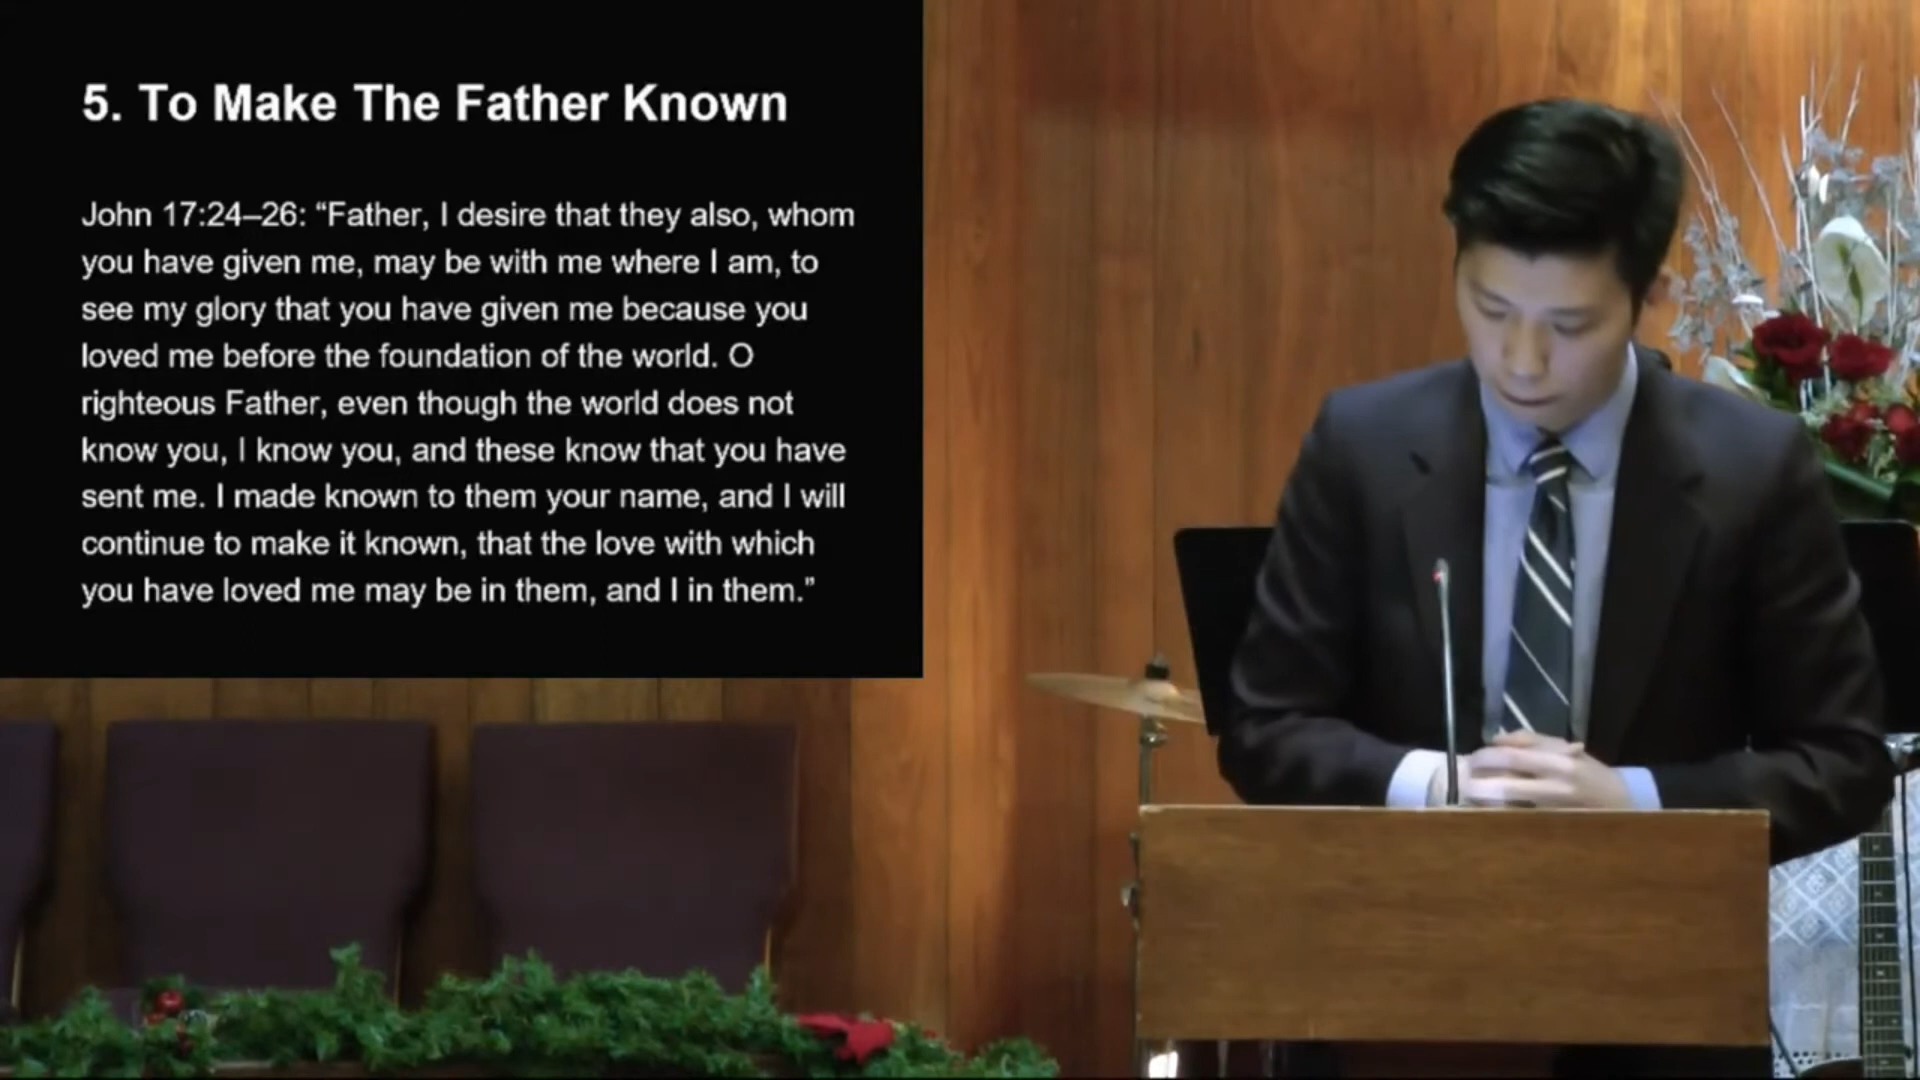 5. To Make The Father Known
John 17:24–26: “Father, I desire that they also, whom
you have given me, may be with me where I am, to
see my glory that you have given me because you
loved me before the foundation of the world. O
righteous Father, even though the world does not
know you, I know you, and these know that you have
sent me. I made known to them your name, and I will
continue to make it known, that the love with which
you have loved me may be in them, and I in them.”